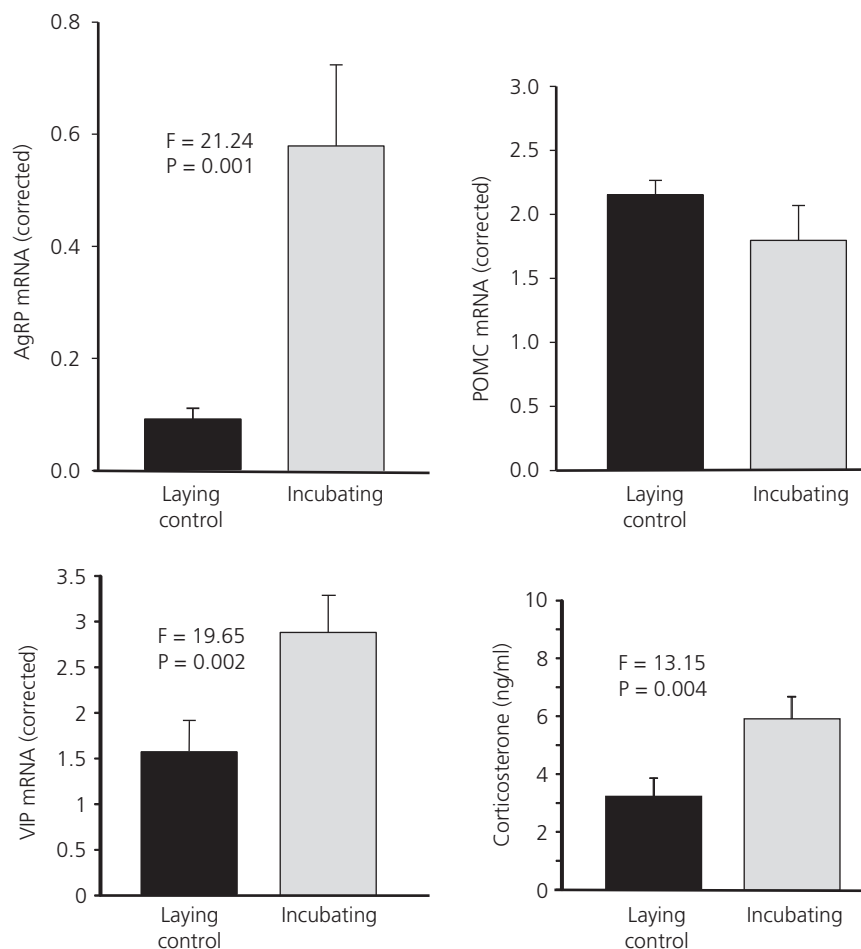 AgRP mRNA (corrected)
0.8
0.6
0.4
0.2
0.0
F = 21.24
P = 0.001
Laying
control
Incubating
POMC mRNA (corrected)
3.0
2.5
2.0
1.5
1.0
0.5
0.0
Laying
control
Incubating
VIP mRNA (corrected)
3.5
3
2.5
2
1.5
1
0.5
0
F = 19.65
P = 0.002
Laying
control
Incubating
Corticosterone (ng/ml)
10
8
6
4
2
0
F = 13.15
P = 0.004
Laying
control
Incubating